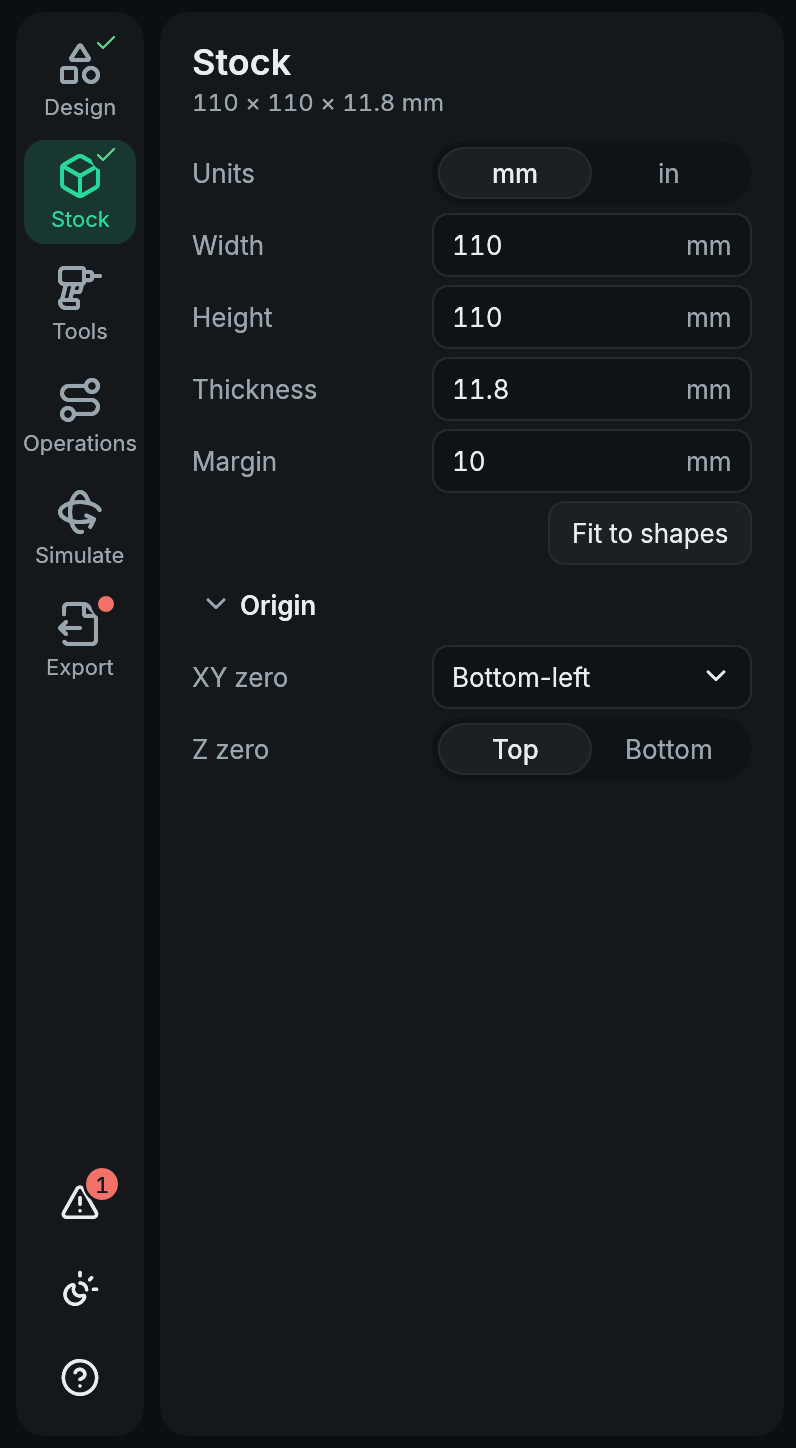 Design
Stock
Tools
Operations
Simulate
Export
1
Stock
110 × 110 × 11.8 mm
Units mm in
Width 110 mm
Height 110 mm
Thickness 11.8 mm
Margin 10 mm
Fit to shapes
Origin
XY zero Bottom-left
Z zero Top Bottom